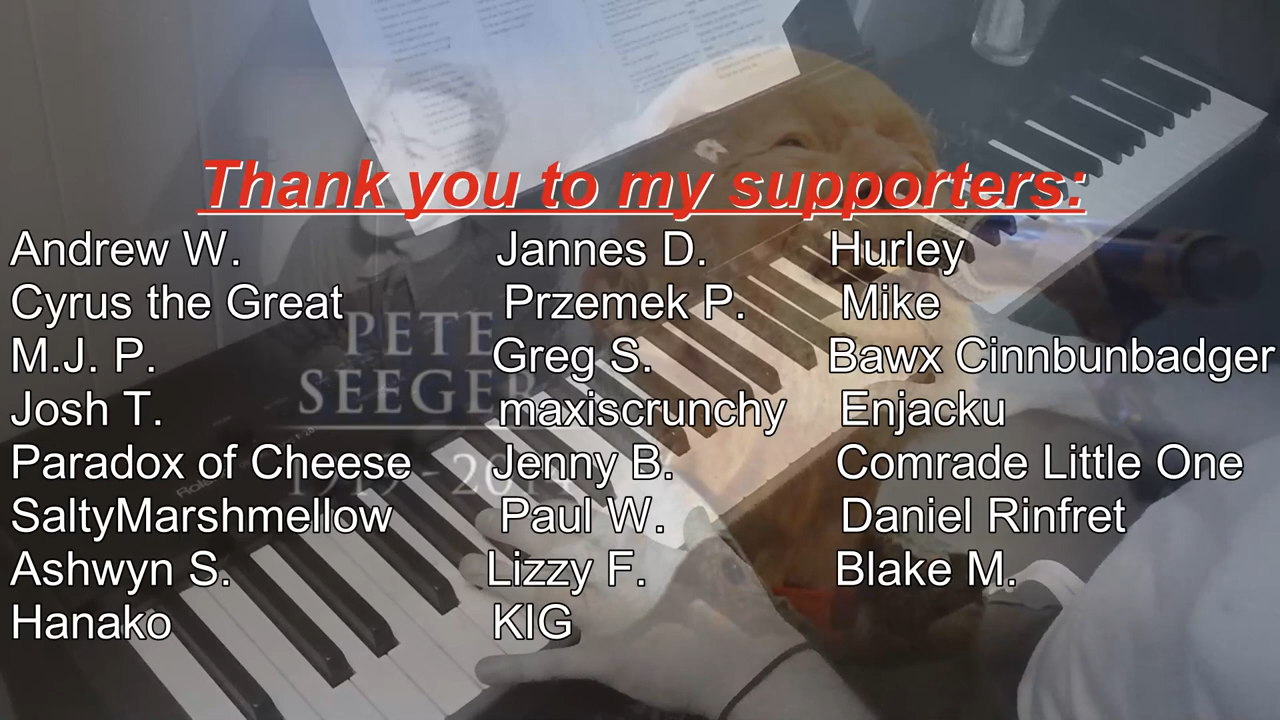 Thank you to my supporters:
Andrew W.
Cyrus the Great
M.J. P.
Josh T.
Paradox of Cheese
SaltyMarshmellow
Ashwyn S.
Hanako
Jannes D.
Przemek P.
Greg S.
maxiscrunchy
Jenny B.
Paul W.
Lizzy F.
KIG
Hurley
Mike
Bawx Cinnbunbadger
Enjacku
Comrade Little One
Daniel Rinfret
Blake M.
PETE
SEEGER